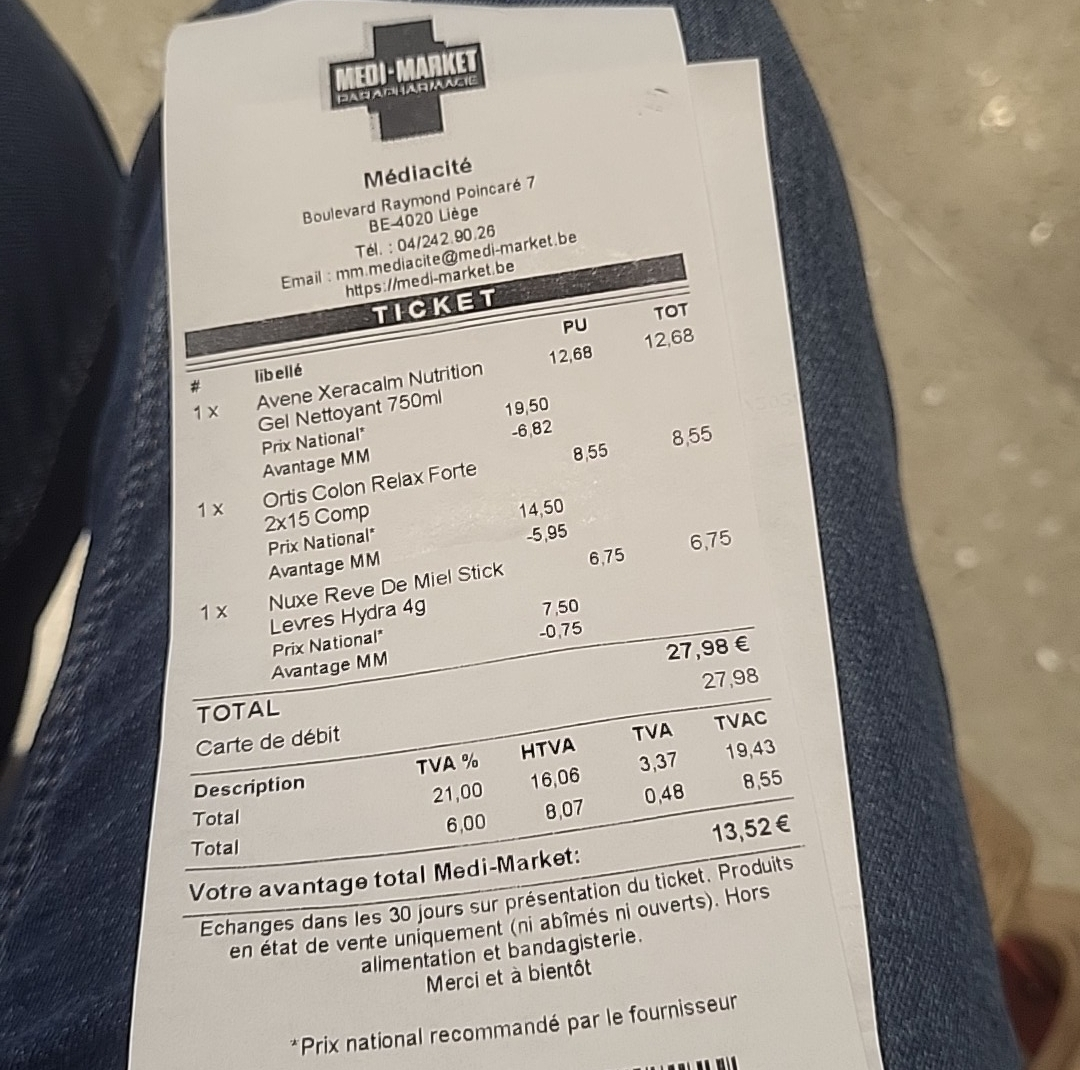 MEDI-MARKET
PARAPHARMACIE
Médiacité
Boulevard Raymond Poincaré 7
BE-4020 Liège
Tél. : 04/242.90.26
Email : mm.mediacite@medi-market.be
https://medi-market.be
TICKET
# libellé PU TOT
1 x Avene Xeracalm Nutrition 12,68 12,68
Gel Nettoyant 750ml
Prix National* 19,50
Avantage MM -6,82
1 x Ortis Colon Relax Forte 8,55 8,55
2x15 Comp
Prix National* 14,50
Avantage MM -5,95
1 x Nuxe Reve De Miel Stick 6,75 6,75
Levres Hydra 4g
Prix National* 7,50
Avantage MM -0,75
TOTAL 27,98 €
Carte de débit 27,98
Description TVA % HTVA TVA TVAC
Total 21,00 16,06 3,37 19,43
Total 6,00 8,07 0,48 8,55
Votre avantage total Medi-Market: 13,52 €
Echanges dans les 30 jours sur présentation du ticket. Produits
en état de vente uniquement (ni abîmés ni ouverts). Hors
alimentation et bandagisterie.
Merci et à bientôt
*Prix national recommandé par le fournisseur